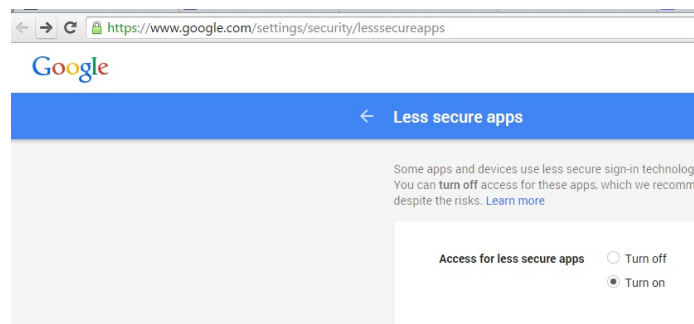 https://www.google.com/settings/security/lesssecureapps
Google
Less secure apps
Some apps and devices use less secure sign-in
You can turn off access for these apps, which we
despite the risks. Learn more
Access for less secure apps
Turn off
Turn on